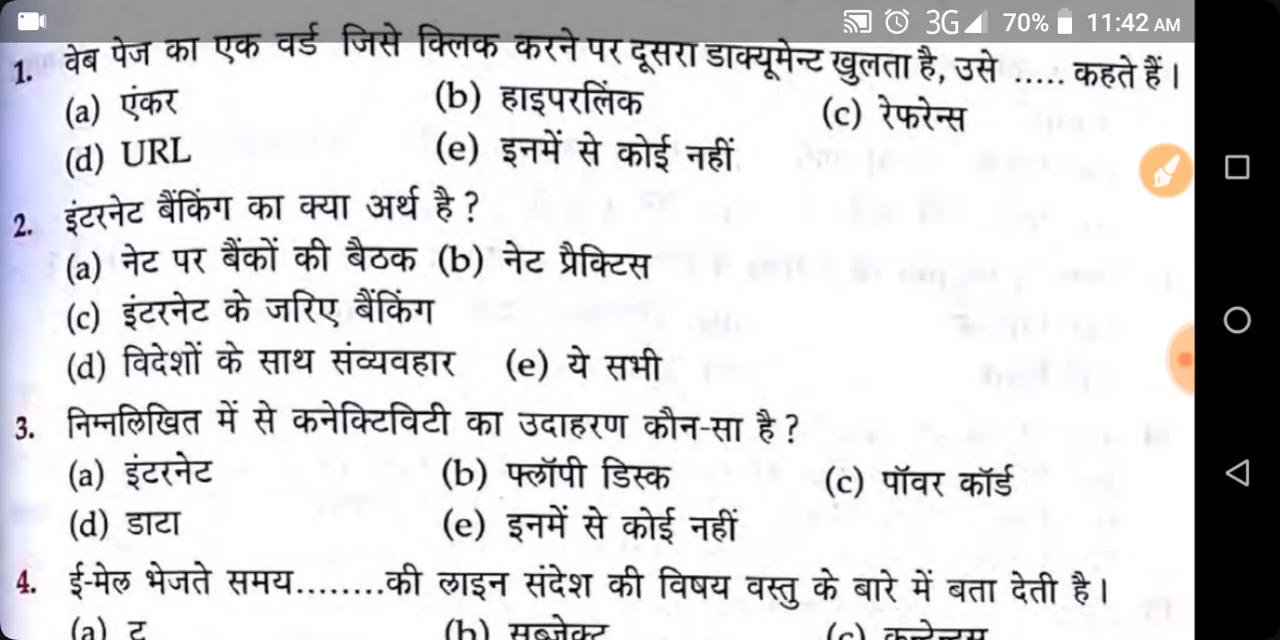 3G 70% 11:42 AM
1. वेब पेज का एक वर्ड जिसे क्लिक करने पर दूसरा डाक्यूमेन्ट खुलता है, उसे ..... कहते हैं।
(a) एंकर (b) हाइपरलिंक (c) रेफरेन्स
(d) URL (e) इनमें से कोई नहीं
2. इंटरनेट बैंकिंग का क्या अर्थ है ?
(a) नेट पर बैंकों की बैठक (b) नेट प्रैक्टिस
(c) इंटरनेट के जरिए बैंकिंग
(d) विदेशों के साथ संव्यवहार (e) ये सभी
3. निम्नलिखित में से कनेक्टिविटी का उदाहरण कौन-सा है ?
(a) इंटरनेट (b) फ्लॉपी डिस्क (c) पॉवर कॉर्ड
(d) डाटा (e) इनमें से कोई नहीं
4. ई-मेल भेजते समय........की लाइन संदेश की विषय वस्तु के बारे में बता देती है।
(a) टू (b) सब्जेक्ट (c) कन्टेन्ट्स